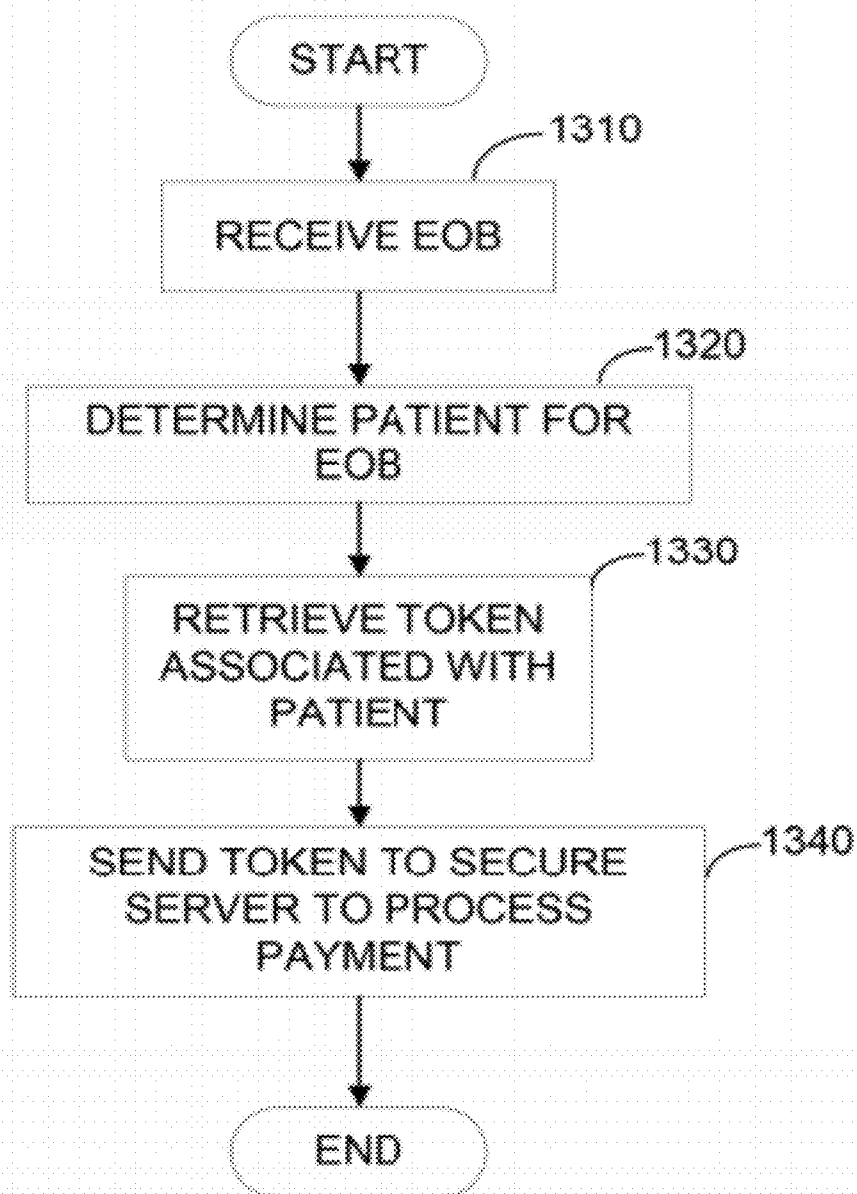 START
1310
RECEIVE EOB
1320
DETERMINE PATIENT FOR
EOB
1330
RETRIEVE TOKEN
ASSOCIATED WITH
PATIENT
1340
SEND TOKEN TO SECURE
SERVER TO PROCESS
PAYMENT
END